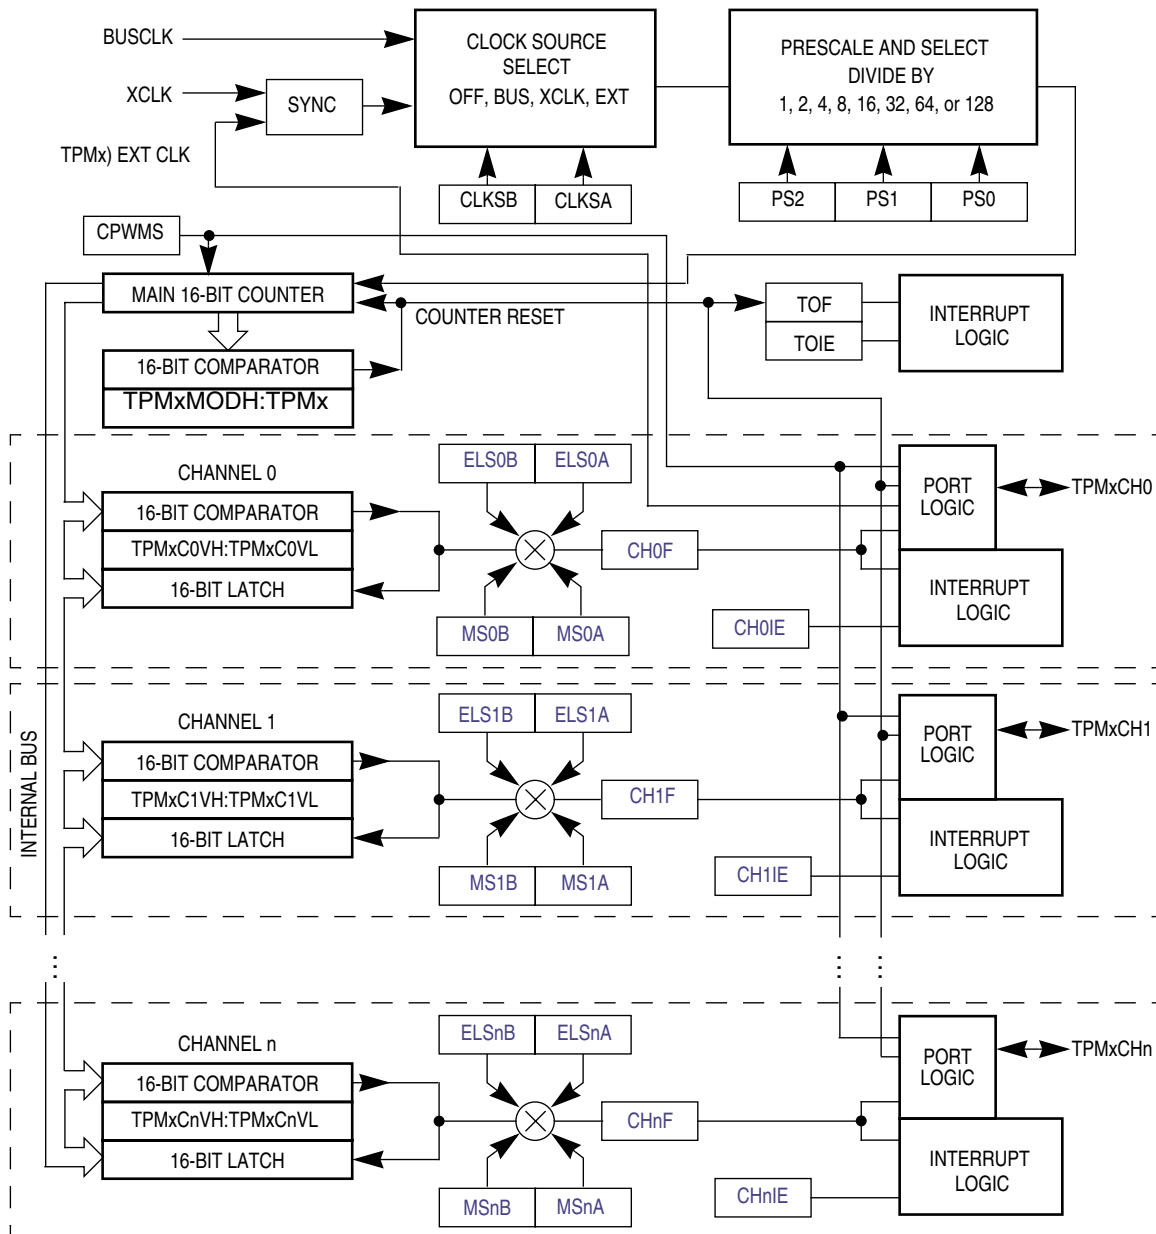 BUSCLK
XCLK
TPMx) EXT CLK
SYNC
CLOCK SOURCE
SELECT
OFF, BUS, XCLK, EXT
PRESCALE AND SELECT
DIVIDE BY
1, 2, 4, 8, 16, 32, 64, or 128
CLKSB
CLKSA
PS2
PS1
PS0
CPWMS
MAIN 16-BIT COUNTER
COUNTER RESET
16-BIT COMPARATOR
TPMxMODH:TPMx
TOF
TOIE
INTERRUPT
LOGIC
INTERNAL BUS
CHANNEL 0
16-BIT COMPARATOR
TPMxC0VH:TPMxC0VL
16-BIT LATCH
ELS0B
ELS0A
MS0B
MS0A
CH0F
CH0IE
PORT
LOGIC
INTERRUPT
LOGIC
TPMxCH0
CHANNEL 1
16-BIT COMPARATOR
TPMxC1VH:TPMxC1VL
16-BIT LATCH
ELS1B
ELS1A
MS1B
MS1A
CH1F
CH1IE
PORT
LOGIC
INTERRUPT
LOGIC
TPMxCH1
CHANNEL n
16-BIT COMPARATOR
TPMxCnVH:TPMxCnVL
16-BIT LATCH
ELSnB
ELSnA
MSnB
MSnA
CHnF
CHnIE
PORT
LOGIC
INTERRUPT
LOGIC
TPMxCHn